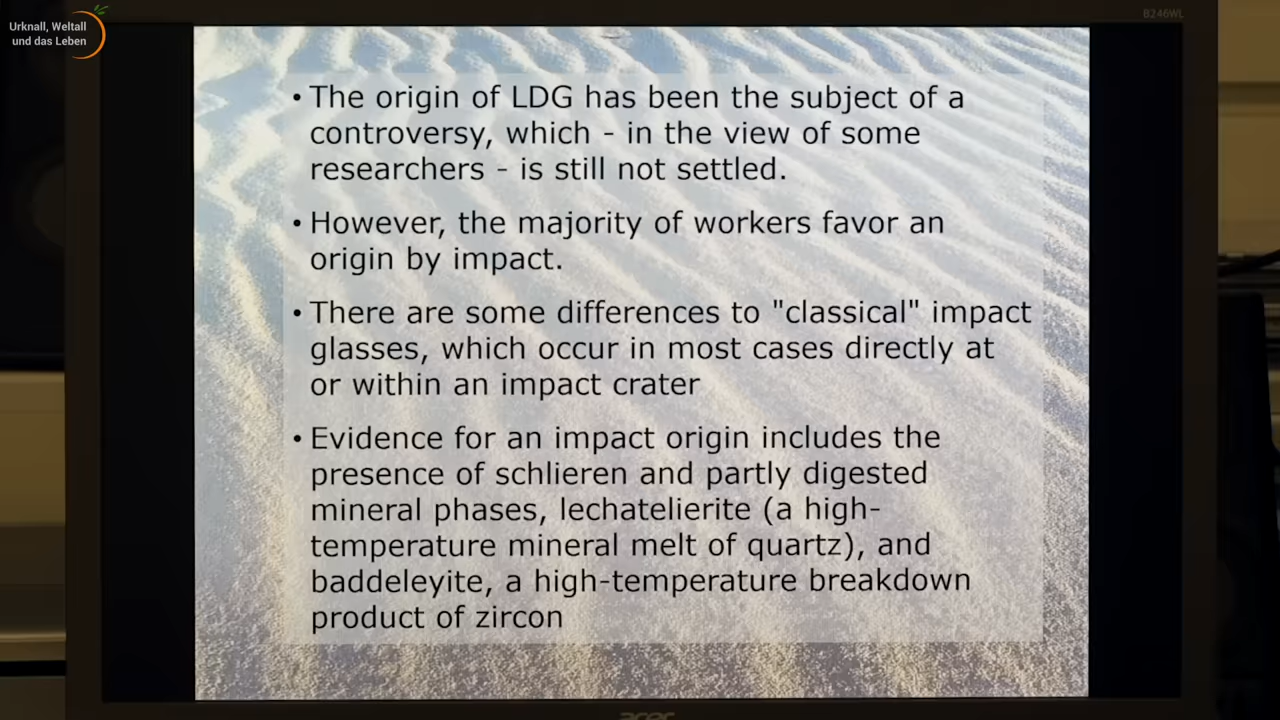 Urknall, Weltall
und das Leben
B246WL
• The origin of LDG has been the subject of a
controversy, which - in the view of some
researchers - is still not settled.
• However, the majority of workers favor an
origin by impact.
• There are some differences to "classical" impact
glasses, which occur in most cases directly at
or within an impact crater
• Evidence for an impact origin includes the
presence of schlieren and partly digested
mineral phases, lechatelierite (a high-
temperature mineral melt of quartz), and
baddeleyite, a high-temperature breakdown
product of zircon
acer